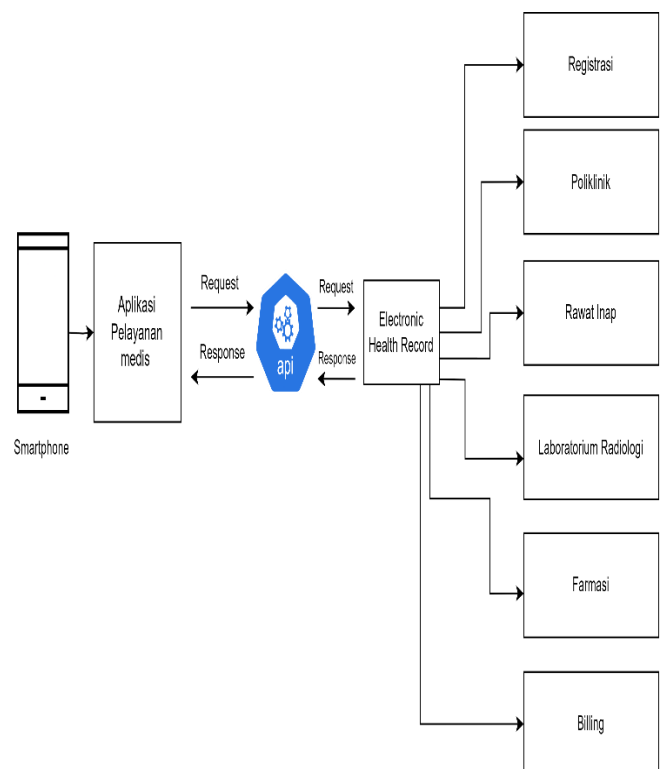 Registrasi
Poliklinik
Rawat Inap
Laboratorium Radiologi
Farmasi
Billing
Smartphone
Aplikasi
Pelayanan
medis
Request
Response
api
Request
Response
Electronic
Health Record